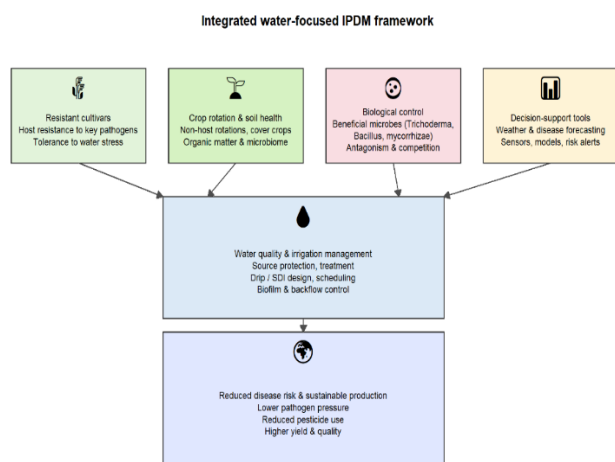 Integrated water-focused IPDM framework
Resistant cultivars
Host resistance to key pathogens
Tolerance to water stress
Crop rotation & soil health
Non-host rotations, cover crops
Organic matter & microbiome
Biological control
Beneficial microbes (Trichoderma,
Bacillus, mycorrhizae)
Antagonism & competition
Decision-support tools
Weather & disease forecasting
Sensors, models, risk alerts
Water quality & irrigation management
Source protection, treatment
Drip / SDI design, scheduling
Biofilm & backflow control
Reduced disease risk & sustainable production
Lower pathogen pressure
Reduced pesticide use
Higher yield & quality